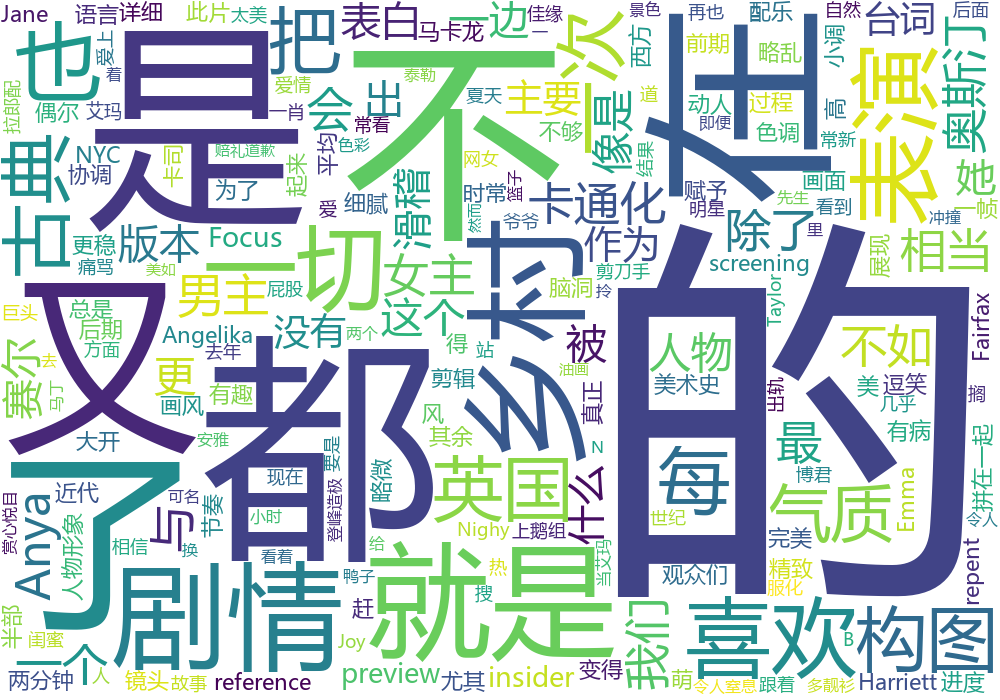 Jane
语言
详细
此片
太美
佳缘
景色
再也
自然
后面
也
是
把
表白
马卡龙
一边
次
西方
前期
配乐
略乱
小调
台词
奥斯汀
爱上
着
爱情
泰勒
拉郎配
偶尔
艾玛
一肖
夏天
道
动人
过程
高
不
在
表演
会
出
主要
像是
NYC
协调
卡司
赔礼道歉
常看
平均
色彩
不够
网女
结果
即便
色调
常新
她
一帧
古典
更稳
痛骂
为了
起来
爱
细腻
滑稽
时常
篮子
然而
卡通化
赋予
明星
画面
先生
看到
里
冲撞
版本
Focus
一切
女主
爷爷
作为
剪刀手
除了
screening
展现
相当
美如
巨头
总是
后期
方面
男主
屁股
这个
乡村
脑洞
拎
Taylor
Fairfax
Angelika
没有
两个
得
站
被
人物
不如
赛尔
去
马丁
更
去年
又
都
的
画风
有趣
剪辑
风
油画
真正
美术史
出轨
美
逗笑
几乎
搁
大开
安雅
其余
英国
什么
N
每
最
博君
有病
Emma
拼在一起
赏心悦目
Anya
近代
可名
与
节奏
现在
小时
要是
登峰造极
略微
Nighy
上鹅组
世纪
气质
完美
令人
了
人物形象
相信
换
看着
给
热
当艾玛
观众们
精致
服化
repent
剧情
就是
鸭子
赶
搜
我们
喜欢
构图
半部
闺蜜
一个
人
Joy
preview
insider
萌
B
两分钟
镜头
故事
reference
尤其
变得
令人窒息
跟着
多靓衫
Harriett
进度